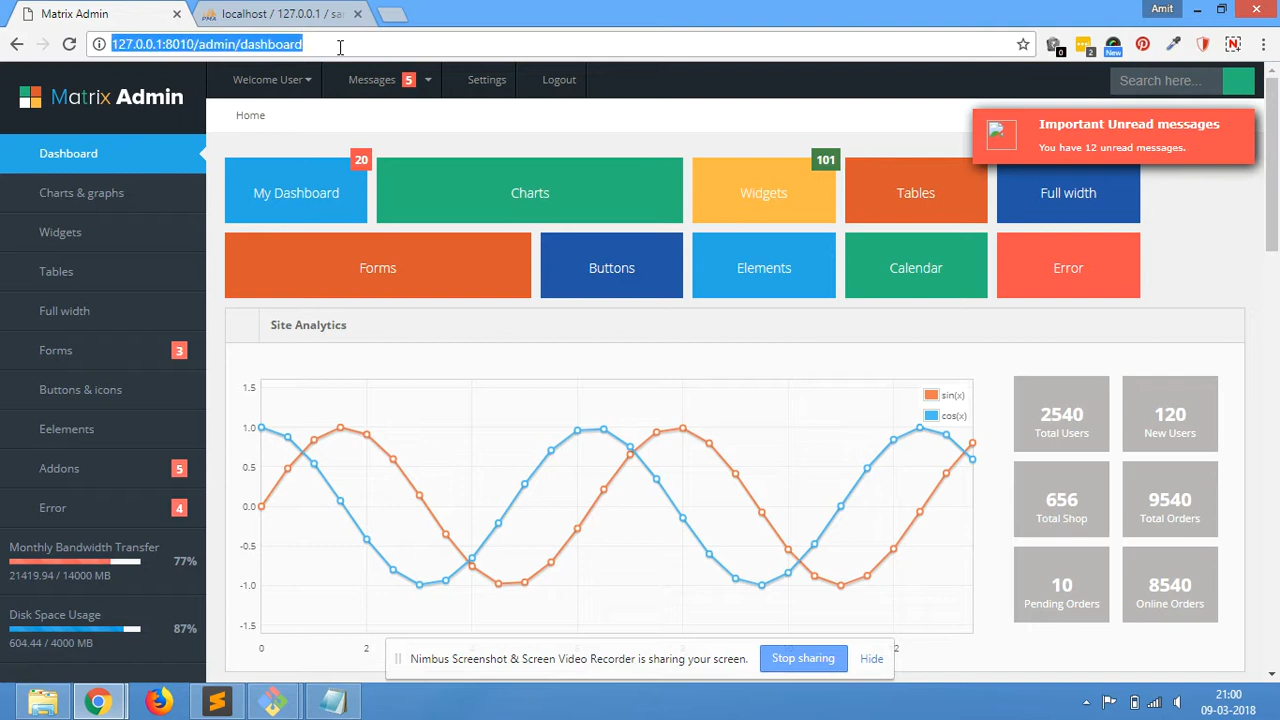 Matrix Admin
localhost / 127.0.0.1 / sa
Amit
127.0.0.1:8010/admin/dashboard
0
New
Matrix Admin
Welcome User
Messages 5
Settings
Logout
Search here...
Home
Important Unread messages
You have 12 unread messages.
Dashboard
Charts & graphs
Widgets
Tables
Full width
Forms 3
Buttons & icons
Eelements
Addons 5
Error 4
Monthly Bandwidth Transfer
77%
21419.94 / 14000 MB
Disk Space Usage
87%
604.44 / 4000 MB
20
101
My Dashboard
Charts
Widgets
Tables
Full width
Forms
Buttons
Elements
Calendar
Error
Site Analytics
1.5
1.0
0.5
0.0
-0.5
-1.0
-1.5
0 2 4 6
sin(x)
cos(x)
2540
Total Users
120
New Users
656
Total Shop
9540
Total Orders
10
Pending Orders
8540
Online Orders
Nimbus Screenshot & Screen Video Recorder is sharing your screen.
Stop sharing
Hide
21:00
09-03-2018